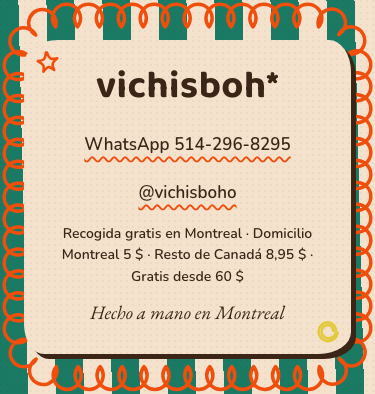 vichisboh*
WhatsApp 514-296-8295
@vichisboho
Recogida gratis en Montreal · Domicilio
Montreal 5 $ · Resto de Canadá 8,95 $ ·
Gratis desde 60 $
Hecho a mano en Montreal